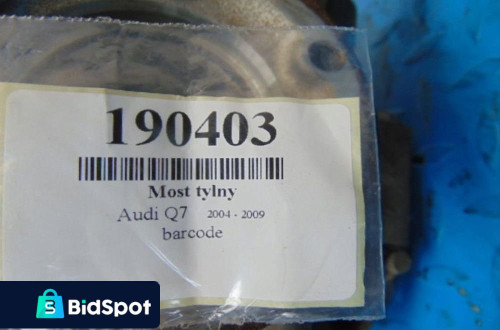 190403
Most tylny
Audi Q7 2004 - 2009
barcode
S
BidSpot